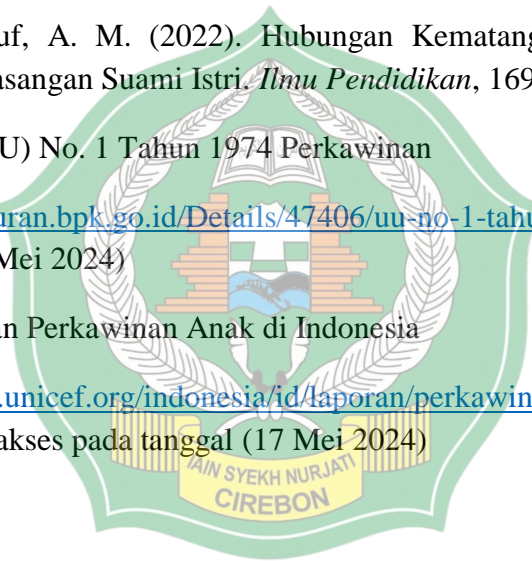 uf, A. M. (2022). Hubungan Kematang
asangan Suami Istri. Ilmu Pendidikan, 169
U) No. 1 Tahun 1974 Perkawinan
uran.bpk.go.id/Details/47406/uu-no-1-tahu
Mei 2024)
an Perkawinan Anak di Indonesia
.unicef.org/indonesia/id/laporan/perkawin
akses pada tanggal (17 Mei 2024)
IAIN SYEKH NURJATI
CIREBON